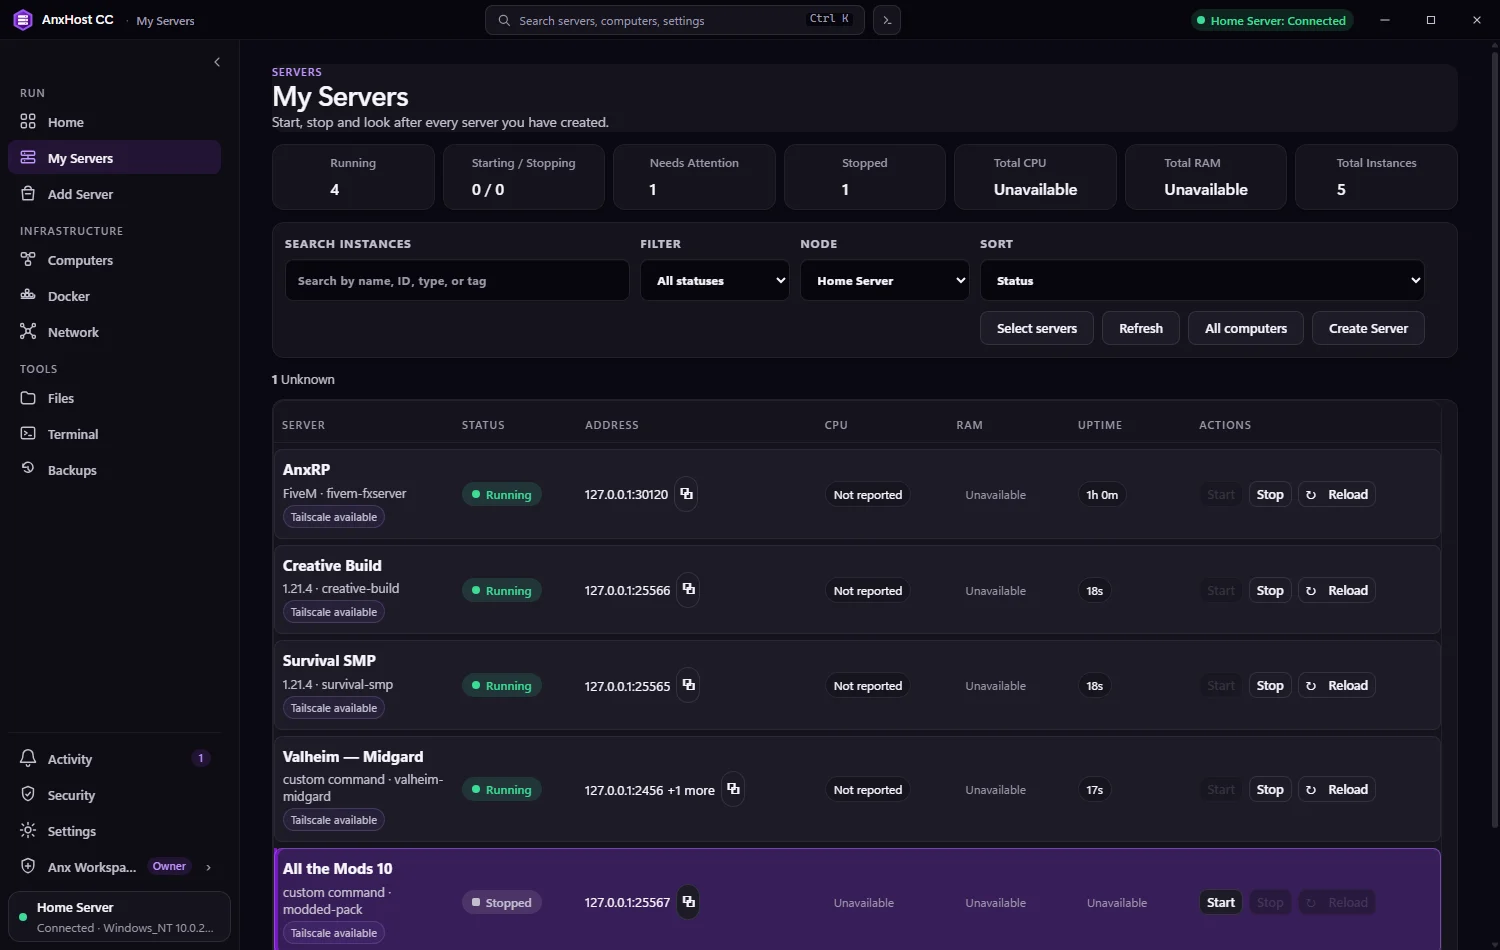 AnxHost CC · My Servers
Search servers, computers, settings Ctrl K
Home Server: Connected
RUN
Home
My Servers
Add Server
INFRASTRUCTURE
Computers
Docker
Network
TOOLS
Files
Terminal
Backups
Activity 1
Security
Settings
Anx Workspa... Owner
Home Server
Connected · Windows_NT 10.0.2...
SERVERS
My Servers
Start, stop and look after every server you have created.
Running
4
Starting / Stopping
0 / 0
Needs Attention
1
Stopped
1
Total CPU
Unavailable
Total RAM
Unavailable
Total Instances
5
SEARCH INSTANCES
Search by name, ID, type, or tag
FILTER
All statuses
NODE
Home Server
SORT
Status
Select servers Refresh All computers Create Server
1 Unknown
SERVER STATUS ADDRESS CPU RAM UPTIME ACTIONS
AnxRP
FiveM · fivem-fxserver
Tailscale available
Running 127.0.0.1:30120 Not reported Unavailable 1h 0m Start Stop Reload
Creative Build
1.21.4 · creative-build
Tailscale available
Running 127.0.0.1:25566 Not reported Unavailable 18s Start Stop Reload
Survival SMP
1.21.4 · survival-smp
Tailscale available
Running 127.0.0.1:25565 Not reported Unavailable 18s Start Stop Reload
Valheim — Midgard
custom command · valheim-
midgard
Tailscale available
Running 127.0.0.1:2456 +1 more Not reported Unavailable 17s Start Stop Reload
All the Mods 10
custom command ·
modded-pack
Tailscale available
Stopped 127.0.0.1:25567 Unavailable Unavailable Unavailable Start Stop Reload